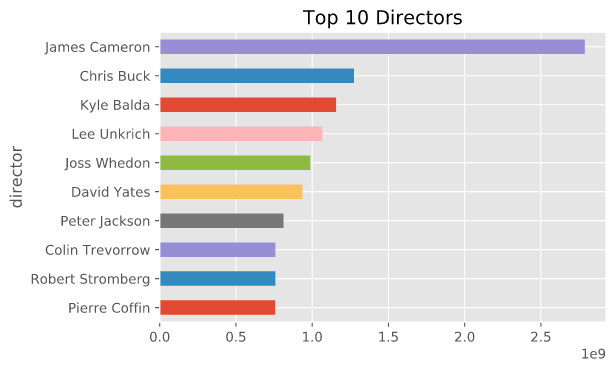 Top 10 Directors
James Cameron
Chris Buck
Kyle Balda
Lee Unkrich
Joss Whedon
David Yates
Peter Jackson
Colin Trevorrow
Robert Stromberg
Pierre Coffin
director
0.0 0.5 1.0 1.5 2.0 2.5
1e9